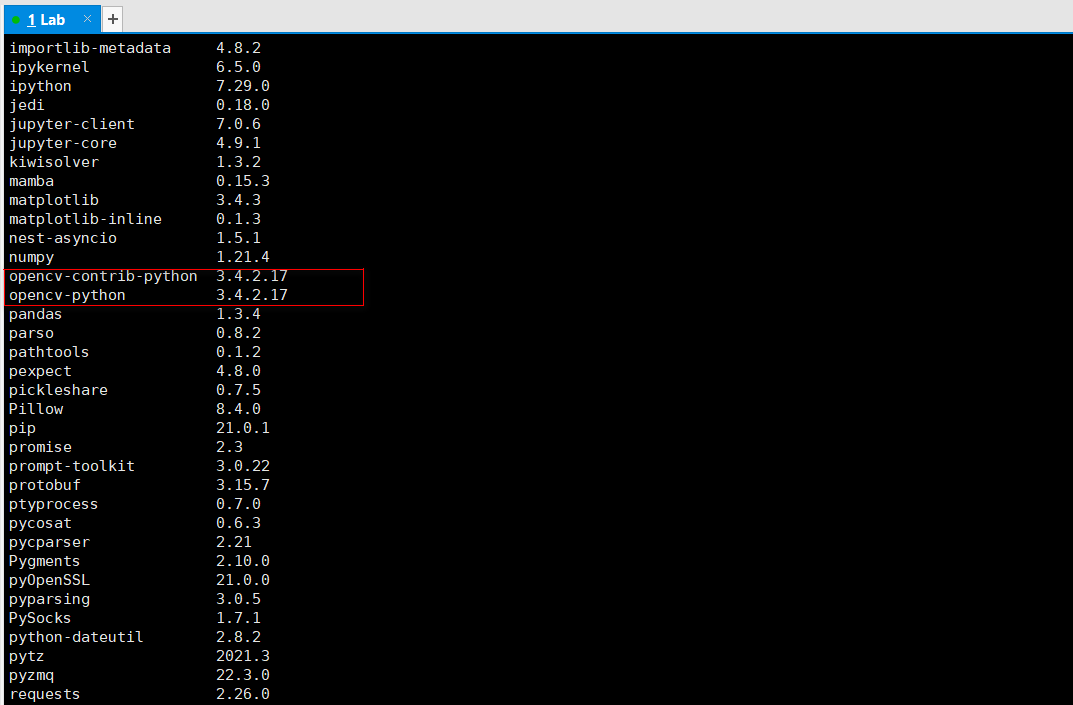 1 Lab × +
importlib-metadata 4.8.2
ipykernel 6.5.0
ipython 7.29.0
jedi 0.18.0
jupyter-client 7.0.6
jupyter-core 4.9.1
kiwisolver 1.3.2
mamba 0.15.3
matplotlib 3.4.3
matplotlib-inline 0.1.3
nest-asyncio 1.5.1
numpy 1.21.4
opencv-contrib-python 3.4.2.17
opencv-python 3.4.2.17
pandas 1.3.4
parso 0.8.2
pathtools 0.1.2
pexpect 4.8.0
pickleshare 0.7.5
Pillow 8.4.0
pip 21.0.1
promise 2.3
prompt-toolkit 3.0.22
protobuf 3.15.7
ptyprocess 0.7.0
pycosat 0.6.3
pycparser 2.21
Pygments 2.10.0
pyOpenSSL 21.0.0
pyparsing 3.0.5
PySocks 1.7.1
python-dateutil 2.8.2
pytz 2021.3
pyzmq 22.3.0
requests 2.26.0